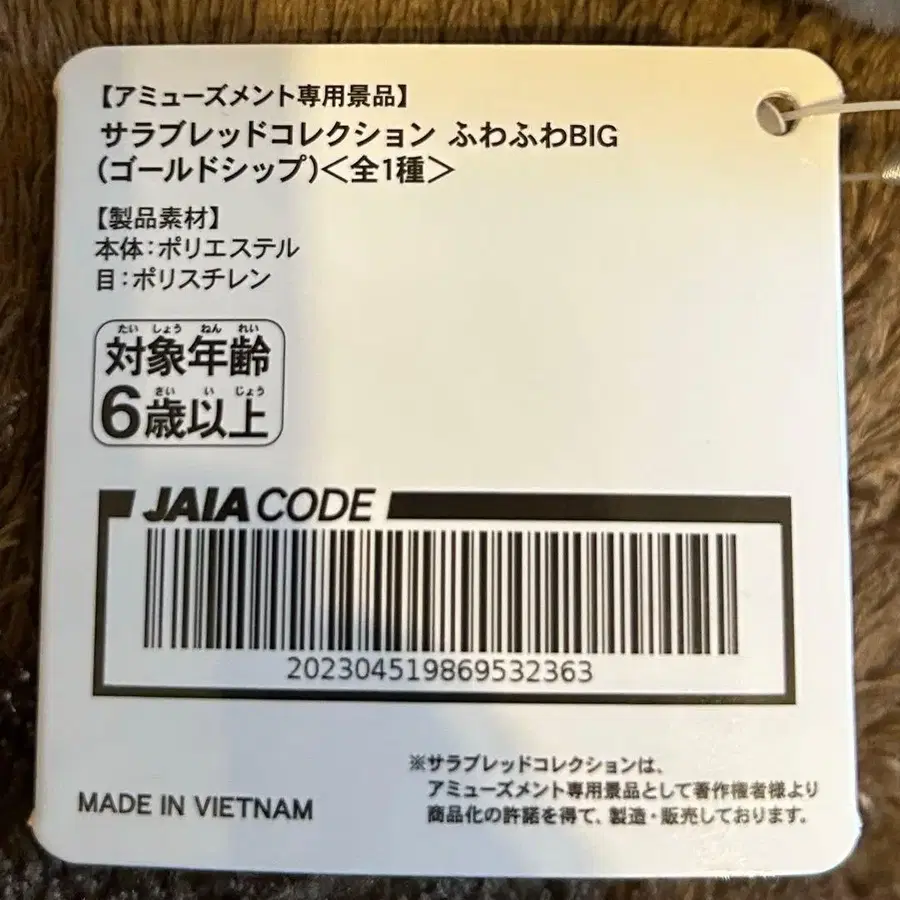 【アミューズメント専用景品】
サラブレッドコレクション ふわふわBIG
(ゴールドシップ)＜全1種＞
【製品素材】
本体：ポリエステル
目：ポリスチレン
たい しょう ねん れい
対象年齢
さい い じょう
6歳以上
JAIA CODE
202304519869532363
MADE IN VIETNAM
※サラブレッドコレクションは、
アミューズメント専用景品として著作権者様より
商品化の許諾を得て、製造・販売しております。